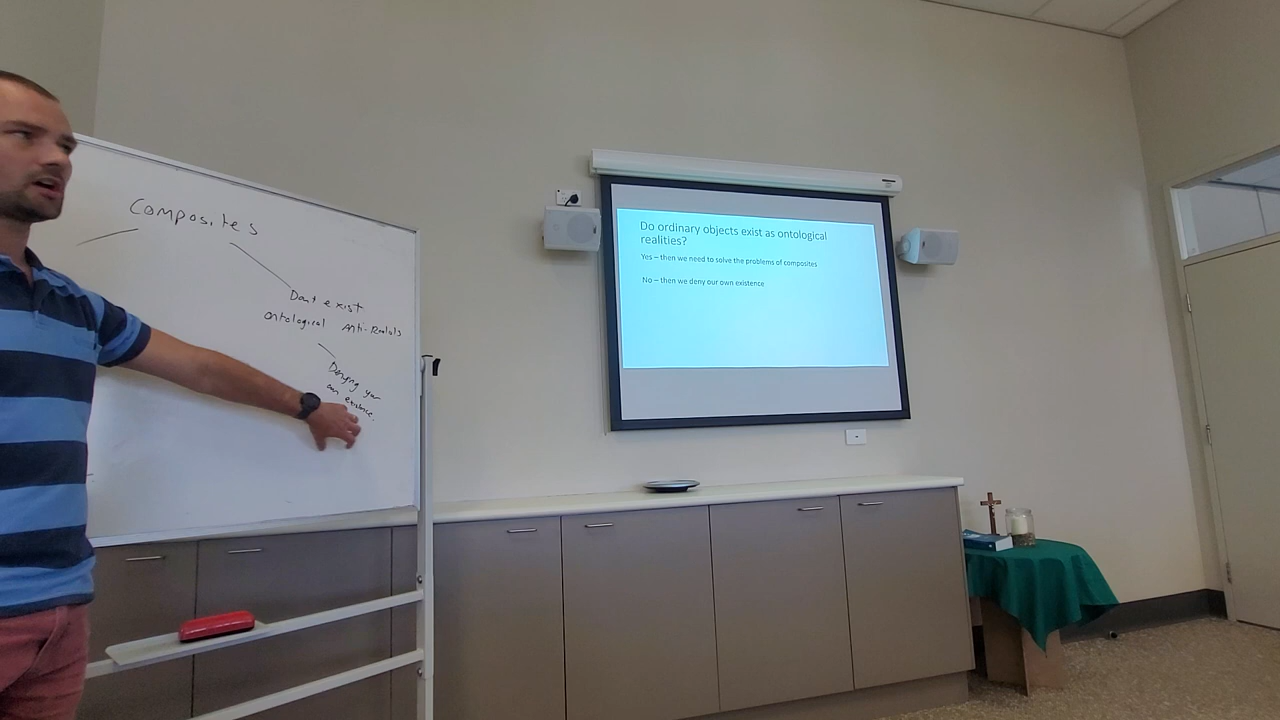 Composites
Dont exist
Ontological Anti-Realists
Denying your
own existence.
Do ordinary objects exist as ontological
realities?
Yes – then we need to solve the problems of composites
No – then we deny our own existence